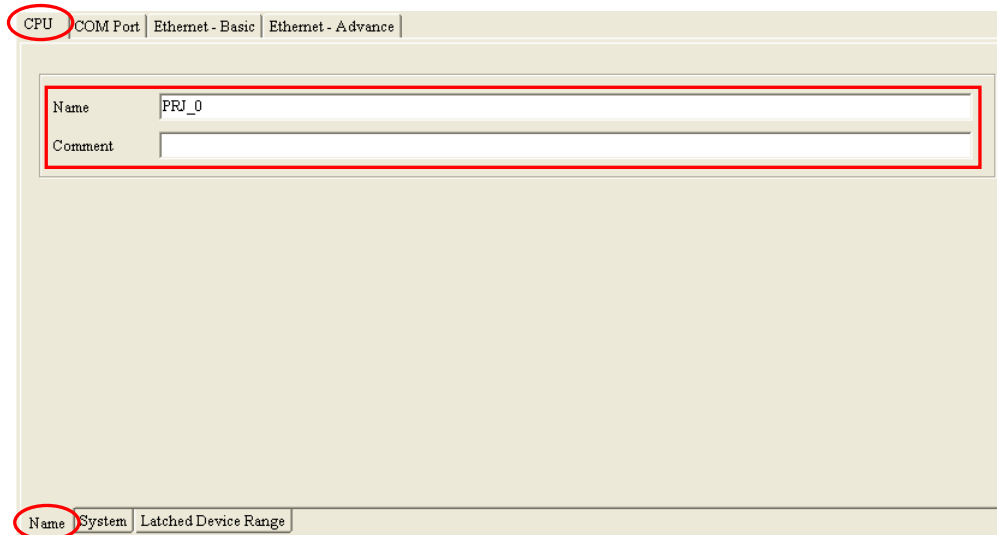 CPU COM Port Ethernet - Basic Ethernet - Advance
Name PRJ_0
Comment
Name System Latched Device Range